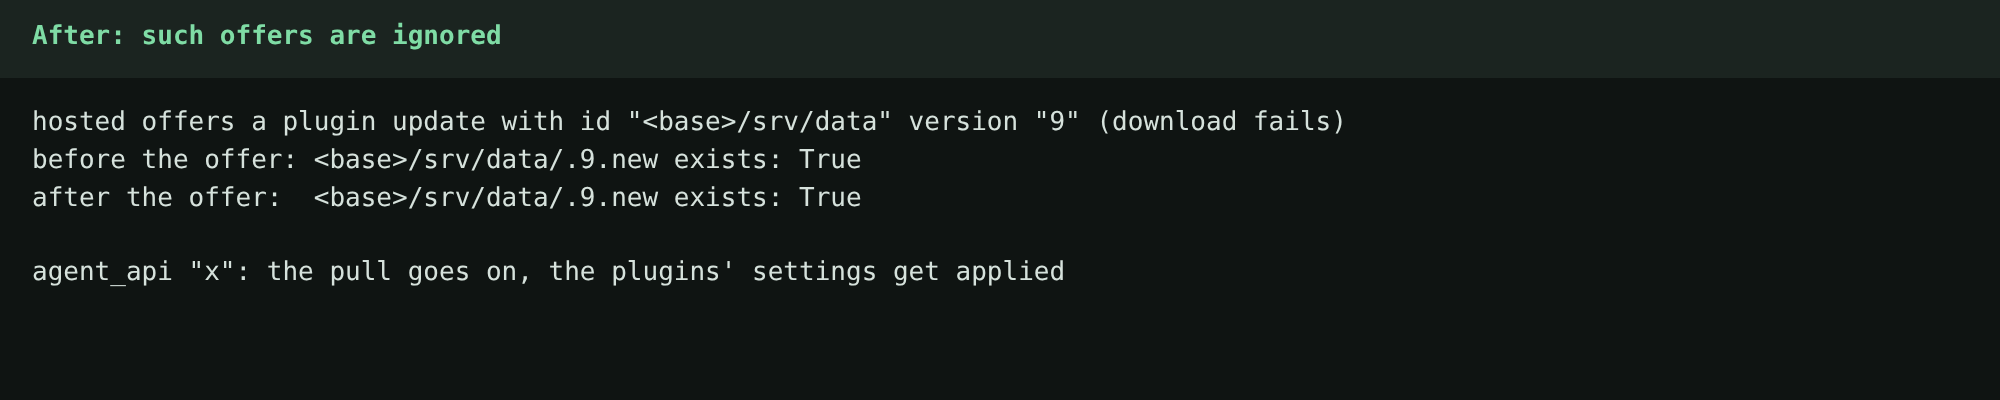 After: such offers are ignored
hosted offers a plugin update with id "<base>/srv/data" version "9" (download fails)
before the offer: <base>/srv/data/.9.new exists: True
after the offer:  <base>/srv/data/.9.new exists: True
agent_api "x": the pull goes on, the plugins' settings get applied